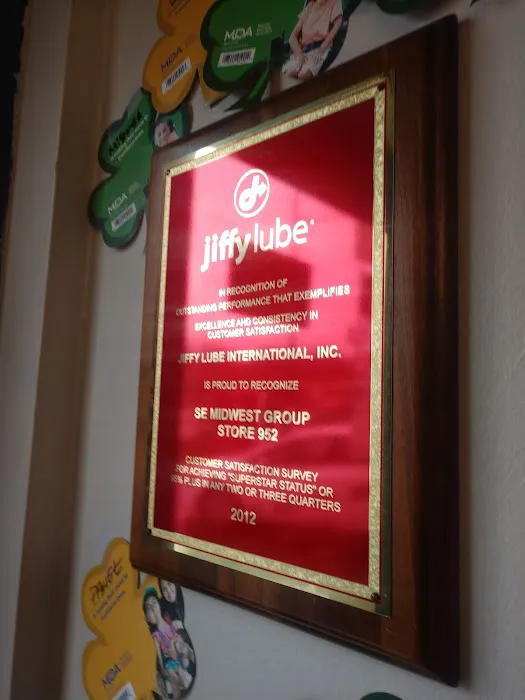 MDA
MDA
MDA
jiffy lube
IN RECOGNITION OF
OUTSTANDING PERFORMANCE THAT EXEMPLIFIES
EXCELLENCE AND CONSISTENCY IN
CUSTOMER SATISFACTION
JIFFY LUBE INTERNATIONAL, INC.
IS PROUD TO RECOGNIZE
SE MIDWEST GROUP
STORE 952
CUSTOMER SATISFACTION SURVEY
FOR ACHIEVING "SUPERSTAR STATUS" OR
PLUS IN ANY TWO OR THREE QUARTERS
2012
MDA